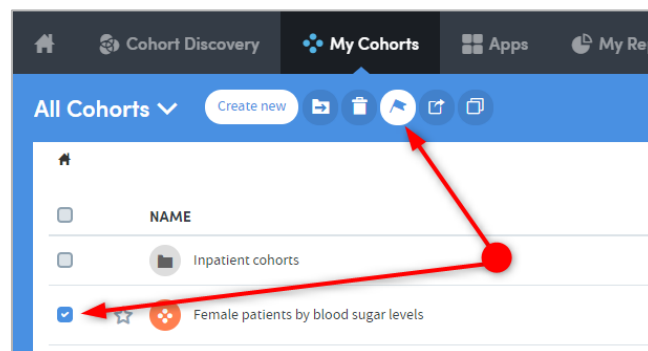 Cohort Discovery My Cohorts Apps My Re
All Cohorts Create new
NAME
Inpatient cohorts
Female patients by blood sugar levels